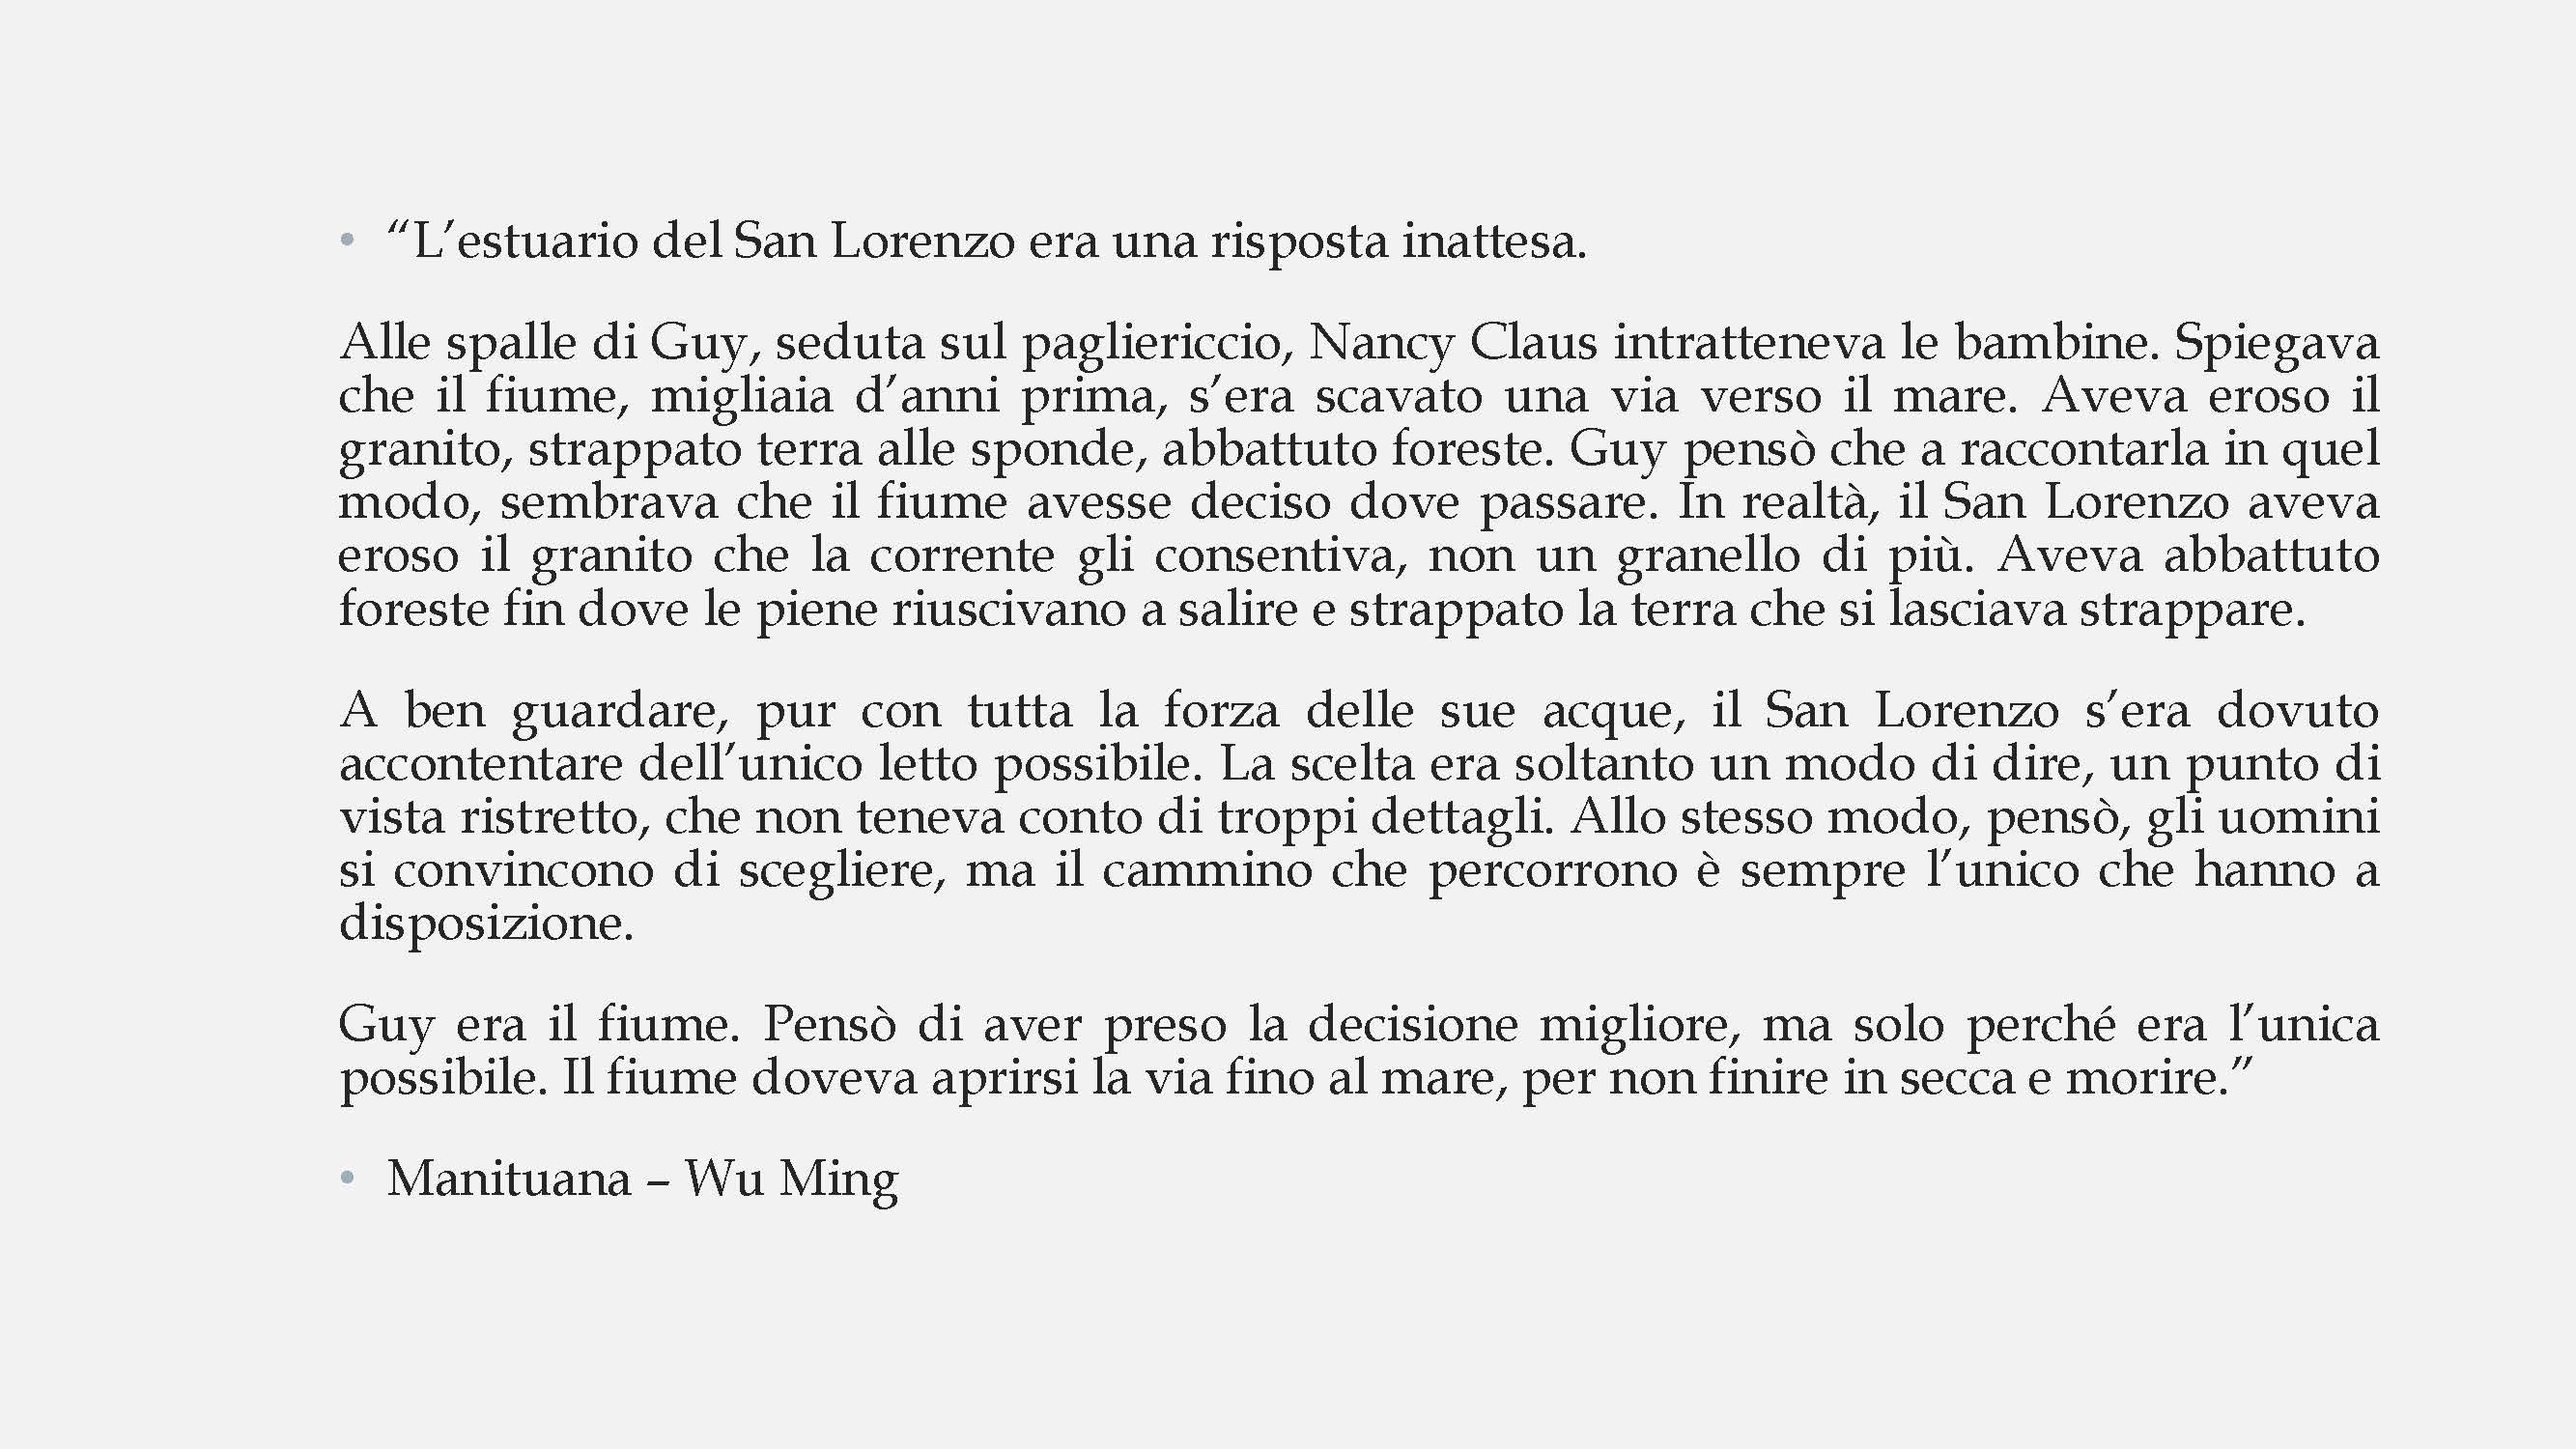 • “L’estuario del San Lorenzo era una risposta inattesa.
Alle spalle di Guy, seduta sul pagliericcio, Nancy Claus intratteneva le bambine. Spiegava
che il fiume, migliaia d’anni prima, s’era scavato una via verso il mare. Aveva eroso il
granito, strappato terra alle sponde, abbattuto foreste. Guy pensò che a raccontarla in quel
modo, sembrava che il fiume avesse deciso dove passare. In realtà, il San Lorenzo aveva
eroso il granito che la corrente gli consentiva, non un granello di più. Aveva abbattuto
foreste fin dove le piene riuscivano a salire e strappato la terra che si lasciava strappare.
A ben guardare, pur con tutta la forza delle sue acque, il San Lorenzo s’era dovuto
accontentare dell’unico letto possibile. La scelta era soltanto un modo di dire, un punto di
vista ristretto, che non teneva conto di troppi dettagli. Allo stesso modo, pensò, gli uomini
si convincono di scegliere, ma il cammino che percorrono è sempre l’unico che hanno a
disposizione.
Guy era il fiume. Pensò di aver preso la decisione migliore, ma solo perché era l’unica
possibile. Il fiume doveva aprirsi la via fino al mare, per non finire in secca e morire.”
• Manituana – Wu Ming